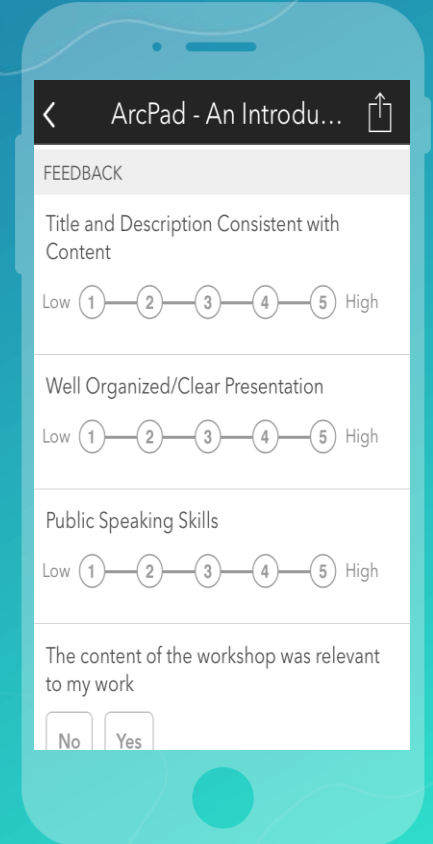 ArcPad - An Introdu...
FEEDBACK
Title and Description Consistent with
Content
Low 1 2 3 4 5 High
Well Organized/Clear Presentation
Low 1 2 3 4 5 High
Public Speaking Skills
Low 1 2 3 4 5 High
The content of the workshop was relevant
to my work
No Yes